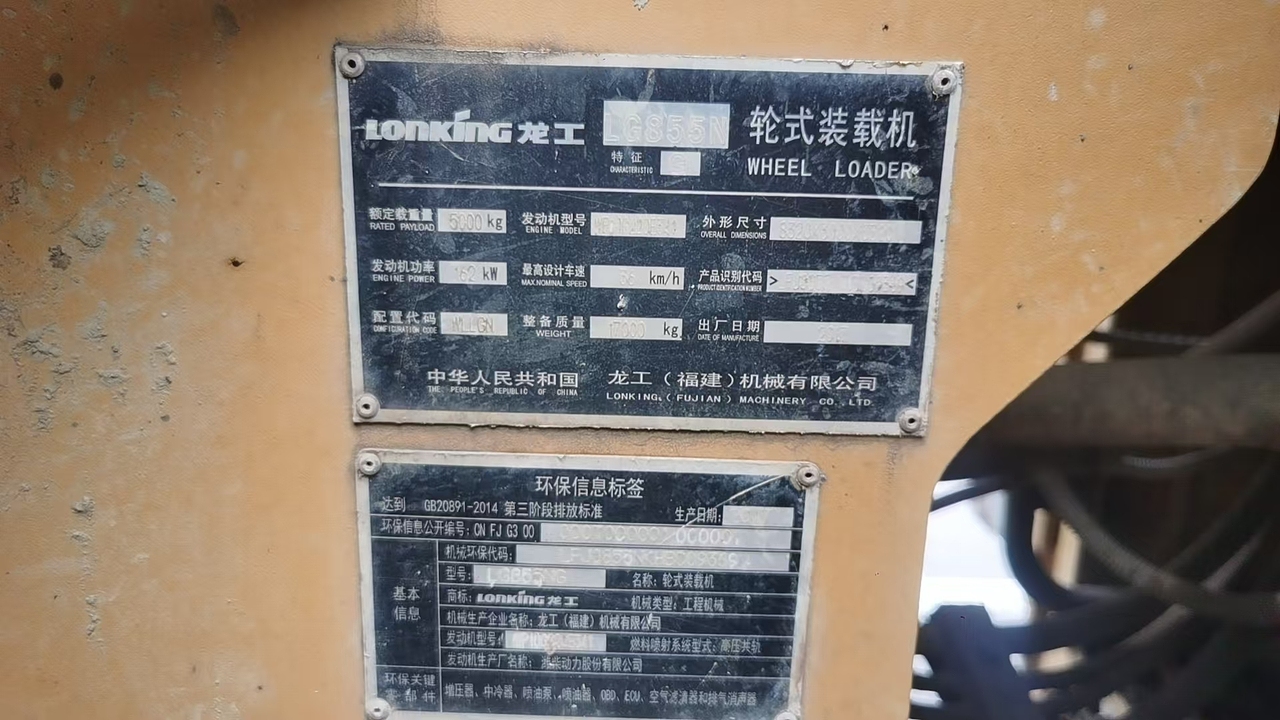 LONKING 龙工 LG855N 轮式装载机
特征 G WHEEL LOADER
CHARACTERISTIC
额定载重量 5000 kg 发动机型号 外形尺寸
RATED PAYLOAD ENGINE MODEL OVERALL DIMENSIONS
发动机功率 162 kW 最高设计车速 km/h 产品识别代码 > <
ENGINE POWER MAX.NOMINAL SPEED PRODUCT IDENTIFICATION NUMBER
配置代码 整备质量 17000 kg 出厂日期
CONFIGURATION CODE WEIGHT DATE OF MANUFACTURE
中华人民共和国 龙工（福建）机械有限公司
THE PEOPLE'S REPUBLIC OF CHINA LONKING (FUJIAN) MACHINERY CO., LTD.
环保信息标签
达到 GB20891-2014 第三阶段排放标准 生产日期:
环保信息公开编号: CN FJ G3 00
机械环保代码:
基本信息
型号: 名称: 轮式装载机
商标: LONKING 龙工 机械类型: 工程机械
机械生产企业名称: 龙工（福建）机械有限公司
发动机型号: 燃料喷射系统型式: 高压共轨
发动机生产厂名称: 潍柴动力股份有限公司
环保关键零部件 增压器、中冷器、喷油泵、喷油器、OBD、ECU、空气滤清器和排气消声器